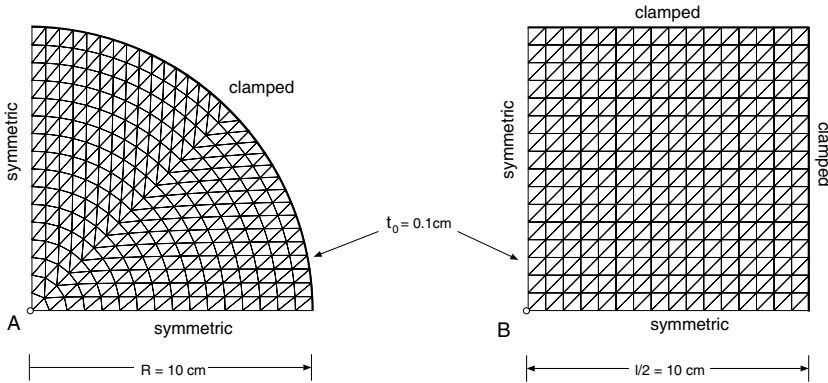 clamped
clamped
symmetric
symmetric
clamped
t0 = 0.1cm
A
symmetric
B
symmetric
R = 10 cm
l/2 = 10 cm